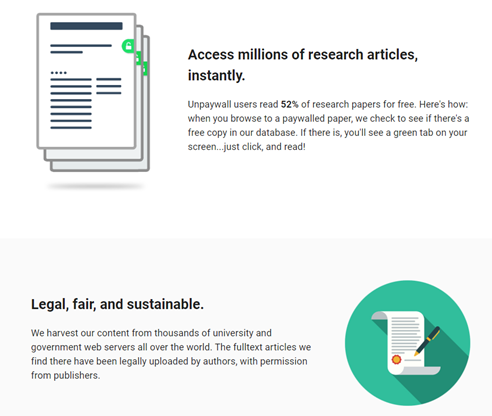 Access millions of research articles,
instantly.
Unpaywall users read 52% of research papers for free. Here's how:
when you browse to a paywalled paper, we check to see if there's a
free copy in our database. If there is, you'll see a green tab on your
screen...just click, and read!
Legal, fair, and sustainable.
We harvest our content from thousands of university and
government web servers all over the world. The fulltext articles we
find there have been legally uploaded by authors, with permission
from publishers.